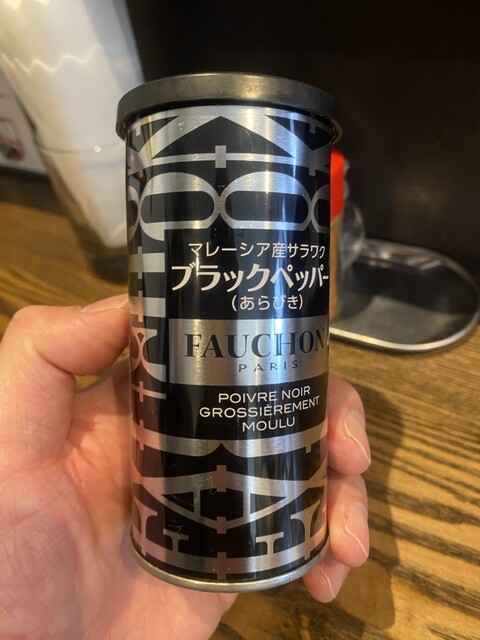 マレーシア産サラワク
ブラックペッパー
(あらびき)
FAUCHON
PARIS
POIVRE NOIR
GROSSIÈREMENT
MOULU